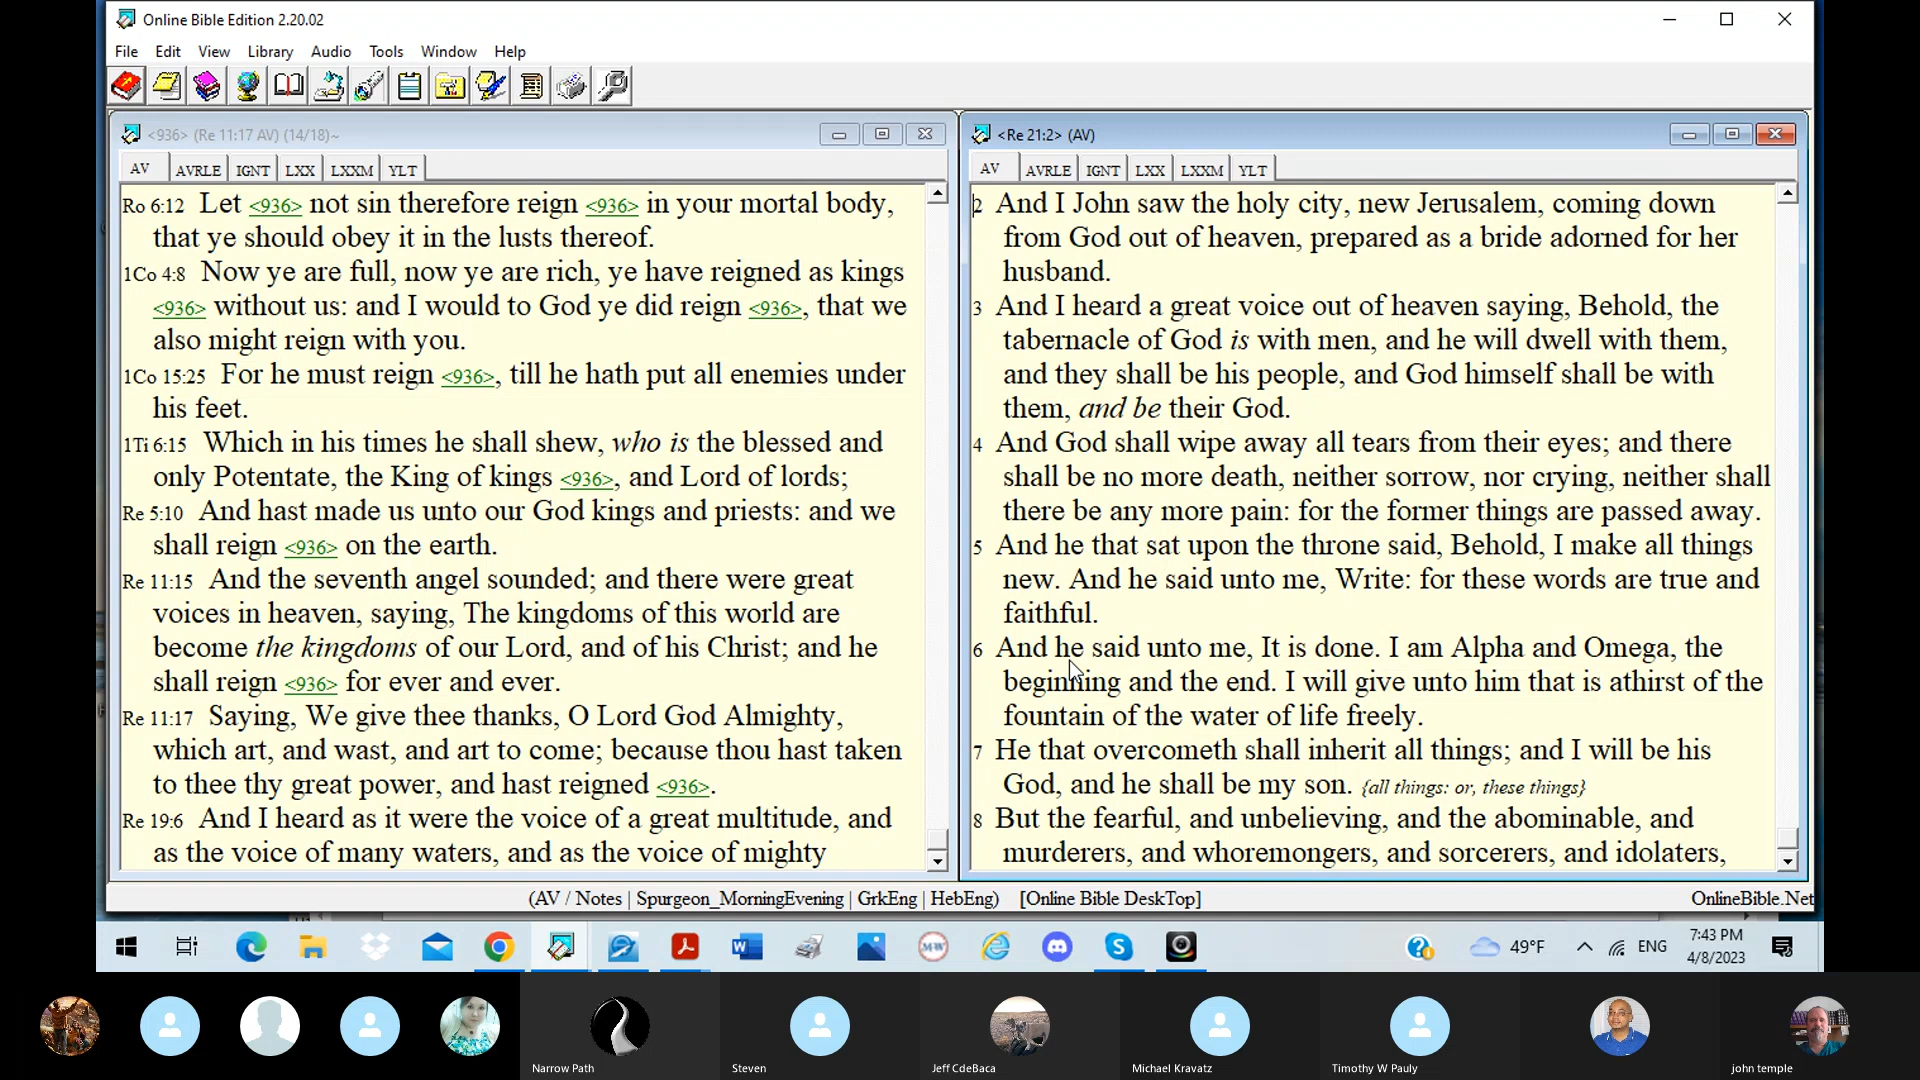 Online Bible Edition 2.20.02
File Edit View Library Audio Tools Window Help
<936> (Re 11:17 AV) (14/18)~
AV AVRLE IGNT LXX LXXM YLT
Ro 6:12 Let <936> not sin therefore reign <936> in your mortal body,
that ye should obey it in the lusts thereof.
1Co 4:8 Now ye are full, now ye are rich, ye have reigned as kings
<936> without us: and I would to God ye did reign <936>, that we
also might reign with you.
1Co 15:25 For he must reign <936>, till he hath put all enemies under
his feet.
1Ti 6:15 Which in his times he shall shew, who is the blessed and
only Potentate, the King of kings <936>, and Lord of lords;
Re 5:10 And hast made us unto our God kings and priests: and we
shall reign <936> on the earth.
Re 11:15 And the seventh angel sounded; and there were great
voices in heaven, saying, The kingdoms of this world are
become the kingdoms of our Lord, and of his Christ; and he
shall reign <936> for ever and ever.
Re 11:17 Saying, We give thee thanks, O Lord God Almighty,
which art, and wast, and art to come; because thou hast taken
to thee thy great power, and hast reigned <936>.
Re 19:6 And I heard as it were the voice of a great multitude, and
as the voice of many waters, and as the voice of mighty
<Re 21:2> (AV)
AV AVRLE IGNT LXX LXXM YLT
2 And I John saw the holy city, new Jerusalem, coming down
from God out of heaven, prepared as a bride adorned for her
husband.
3 And I heard a great voice out of heaven saying, Behold, the
tabernacle of God is with men, and he will dwell with them,
and they shall be his people, and God himself shall be with
them, and be their God.
4 And God shall wipe away all tears from their eyes; and there
shall be no more death, neither sorrow, nor crying, neither shall
there be any more pain: for the former things are passed away.
5 And he that sat upon the throne said, Behold, I make all things
new. And he said unto me, Write: for these words are true and
faithful.
6 And he said unto me, It is done. I am Alpha and Omega, the
beginning and the end. I will give unto him that is athirst of the
fountain of the water of life freely.
7 He that overcometh shall inherit all things; and I will be his
God, and he shall be my son. {all things: or, these things}
8 But the fearful, and unbelieving, and the abominable, and
murderers, and whoremongers, and sorcerers, and idolaters,
(AV / Notes | Spurgeon_MorningEvening | GrkEng | HebEng) [Online Bible DeskTop] OnlineBible.Net
49°F ENG 7:43 PM
4/8/2023
Narrow Path Steven Jeff CdeBaca Michael Kravatz Timothy W Pauly john temple